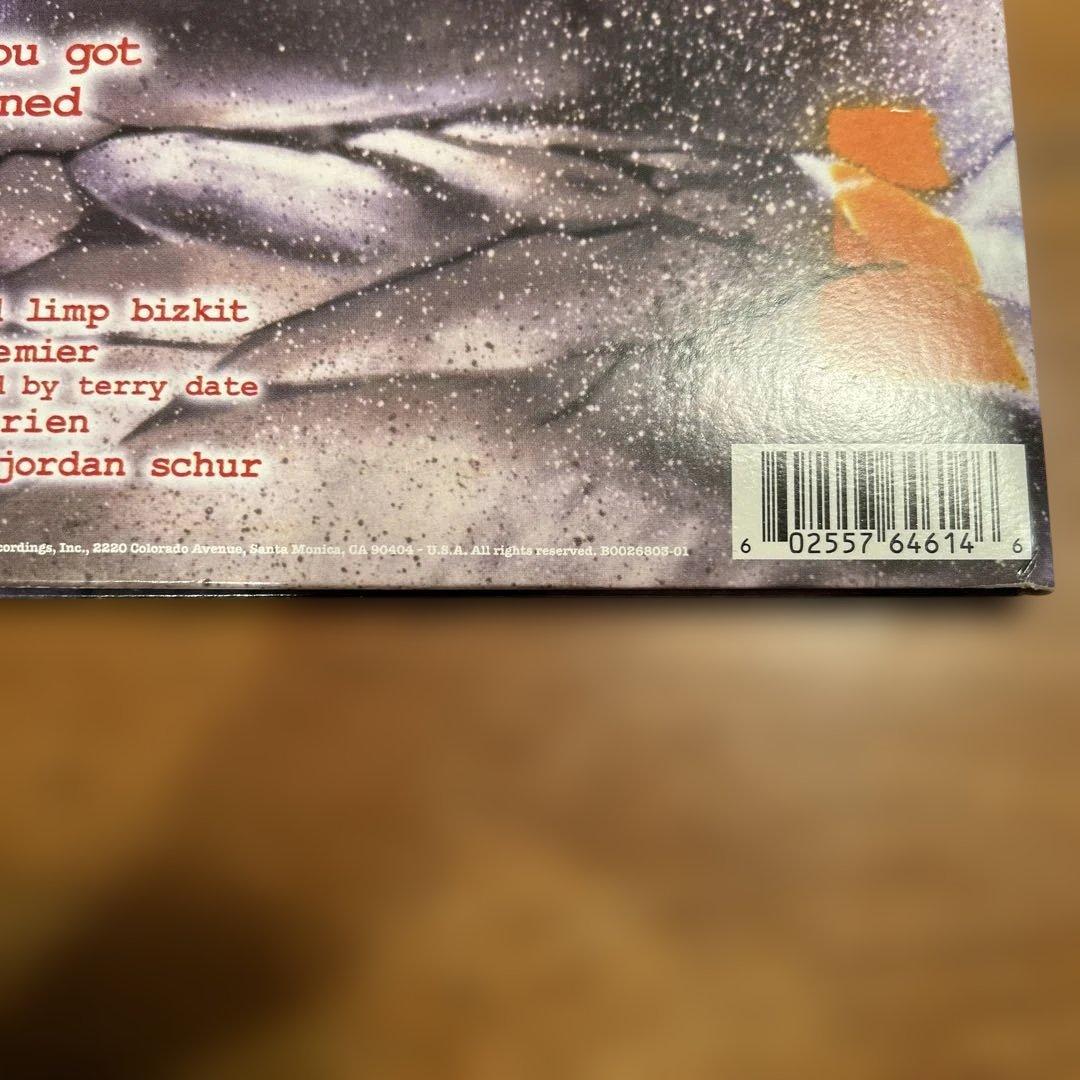 ou got
ned
l limp bizkit
emier
d by terry date
rien
jordan schur
cordings, Inc., 2220 Colorado Avenue, Santa Monica, CA 90404 - U.S.A. All rights reserved. B0026803-01
6 02557 64614 6